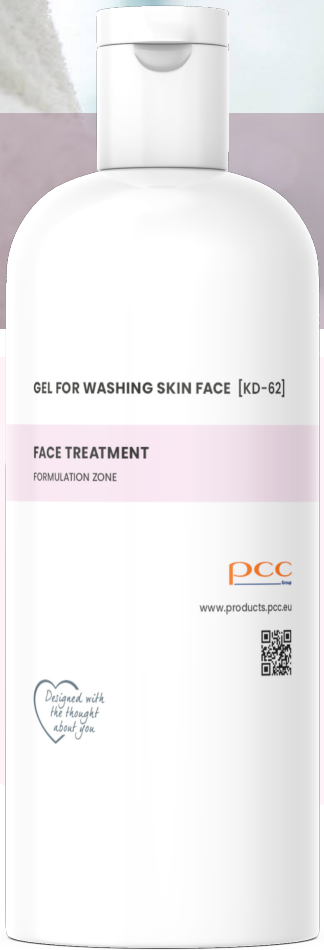 GEL FOR WASHING SKIN FACE [KD-62]
FACE TREATMENT
FORMULATION ZONE
pcc
Group
www.products.pcc.eu
Designed with
the thought
about you